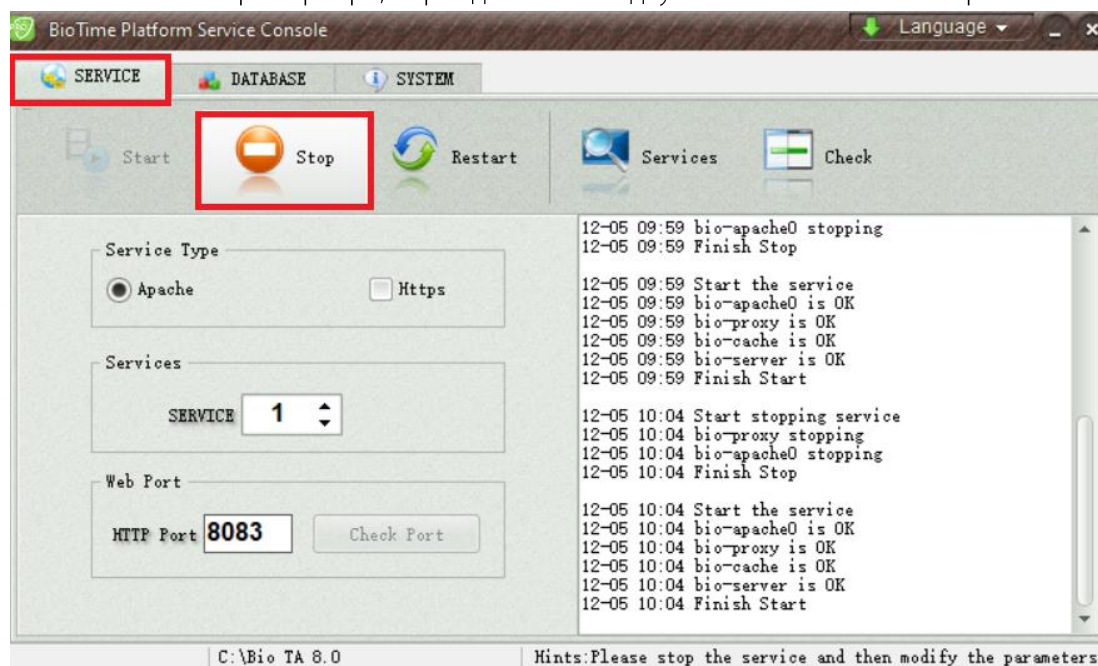 BioTime Platform Service Console
Language
SERVICE
DATABASE
SYSTEM
Start
Stop
Restart
Services
Check
Service Type
Apache
Https
Services
SERVICE 1
Web Port
HTTP Port 8083
Check Port
12-05 09:59 bio-apache0 stopping
12-05 09:59 Finish Stop
12-05 09:59 Start the service
12-05 09:59 bio-apache0 is OK
12-05 09:59 bio-proxy is OK
12-05 09:59 bio-cache is OK
12-05 09:59 bio-server is OK
12-05 09:59 Finish Start
12-05 10:04 Start stopping service
12-05 10:04 bio-proxy stopping
12-05 10:04 bio-apache0 stopping
12-05 10:04 Finish Stop
12-05 10:04 Start the service
12-05 10:04 bio-apache0 is OK
12-05 10:04 bio-proxy is OK
12-05 10:04 bio-cache is OK
12-05 10:04 bio-server is OK
12-05 10:04 Finish Start
C:\Bio TA 8.0
Hints:Please stop the service and then modify the parameters